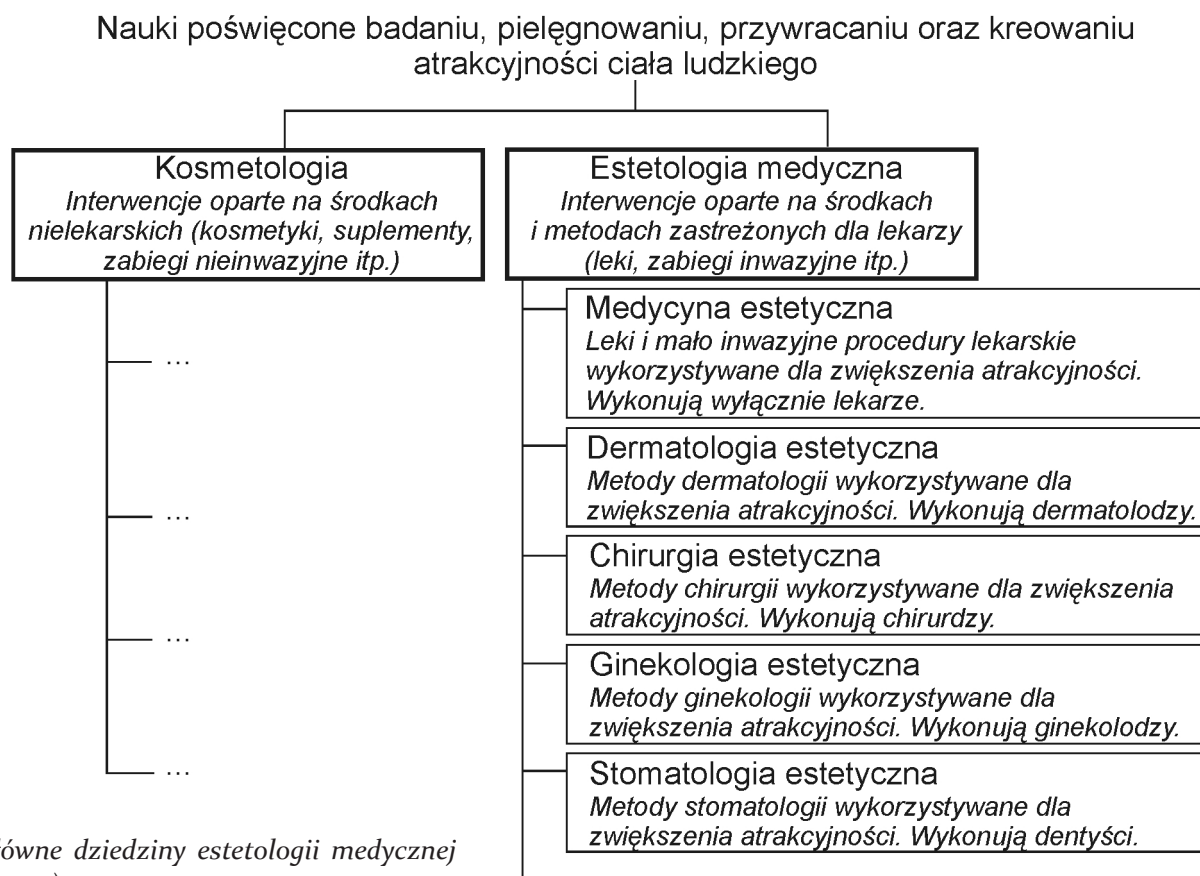 Nauki poświęcone badaniu, pielęgnowaniu, przywracaniu oraz kreowaniu
atrakcyjności ciała ludzkiego
Kosmetologia
Interwencje oparte na środkach
nielekarskich (kosmetyki, suplementy,
zabiegi nieinwazyjne itp.)
...
...
...
...
Estetologia medyczna
Interwencje oparte na środkach
i metodach zastreżonych dla lekarzy
(leki, zabiegi inwazyjne itp.)
Medycyna estetyczna
Leki i mało inwazyjne procedury lekarskie
wykorzystywane dla zwiększenia atrakcyjności.
Wykonują wyłącznie lekarze.
Dermatologia estetyczna
Metody dermatologii wykorzystywane dla
zwiększenia atrakcyjności. Wykonują dermatolodzy.
Chirurgia estetyczna
Metody chirurgii wykorzystywane dla zwiększenia
atrakcyjności. Wykonują chirurdzy.
Ginekologia estetyczna
Metody ginekologii wykorzystywane dla
zwiększenia atrakcyjności. Wykonują ginekolodzy.
Stomatologia estetyczna
Metody stomatologii wykorzystywane dla
zwiększenia atrakcyjności. Wykonują dentyści.
ówne dziedziny estetologii medycznej